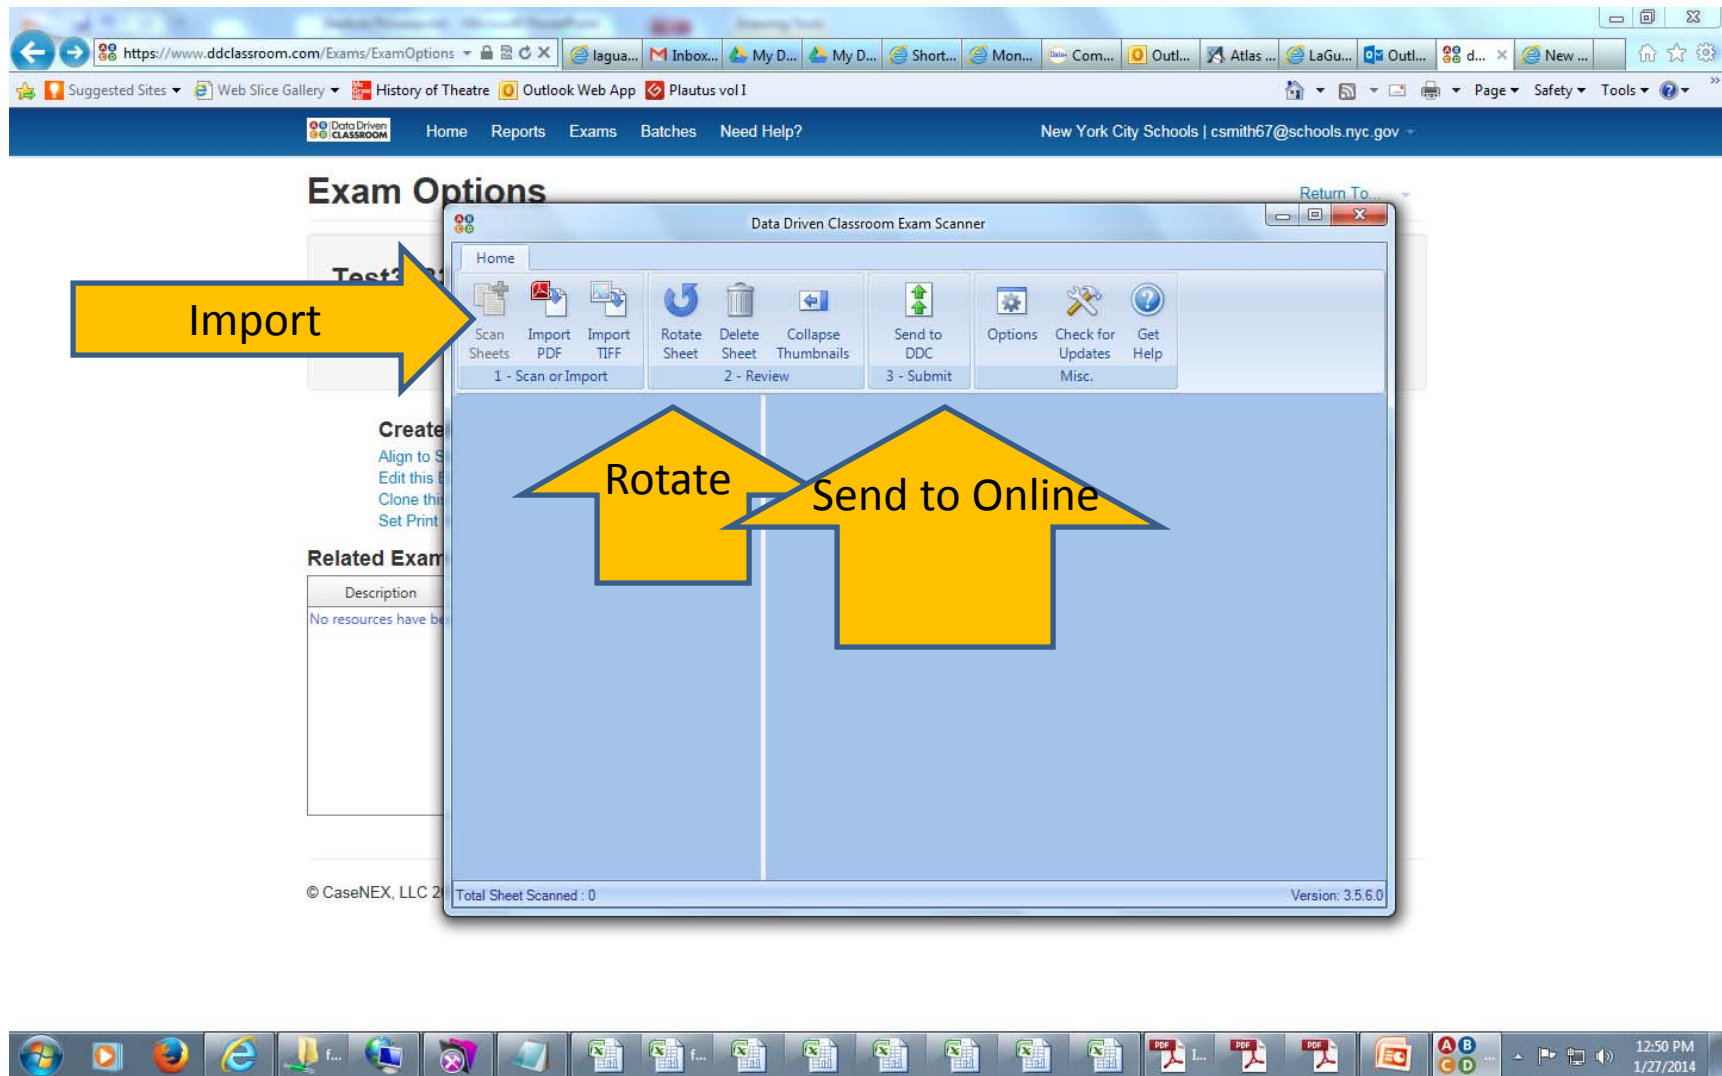 https://www.ddclassroom.com/Exams/ExamOptions
lagua... Inbox... My D... My D... Short... Mon... Com... Outl... Atlas ... LaGu... Outl... d... New ...
Suggested Sites Web Slice Gallery History of Theatre Outlook Web App Plautus vol I Page Safety Tools
Data Driven CLASSROOM Home Reports Exams Batches Need Help? New York City Schools | csmith67@schools.nyc.gov
Exam Options
Return To...
Data Driven Classroom Exam Scanner
Home
Import
Scan Sheets
Import PDF
Import TIFF
Rotate Sheet
Delete Sheet
Collapse Thumbnails
Send to DDC
Options
Check for Updates
Get Help
1 - Scan or Import
2 - Review
3 - Submit
Misc.
Create
Align to S
Edit this
Clone this
Set Print
Rotate
Send to Online
Related Exam
Description
No resources have be
© CaseNEX, LLC 2
Total Sheet Scanned : 0
Version: 3.5.6.0
f...
f...
I...
A B C D ...
12:50 PM
1/27/2014